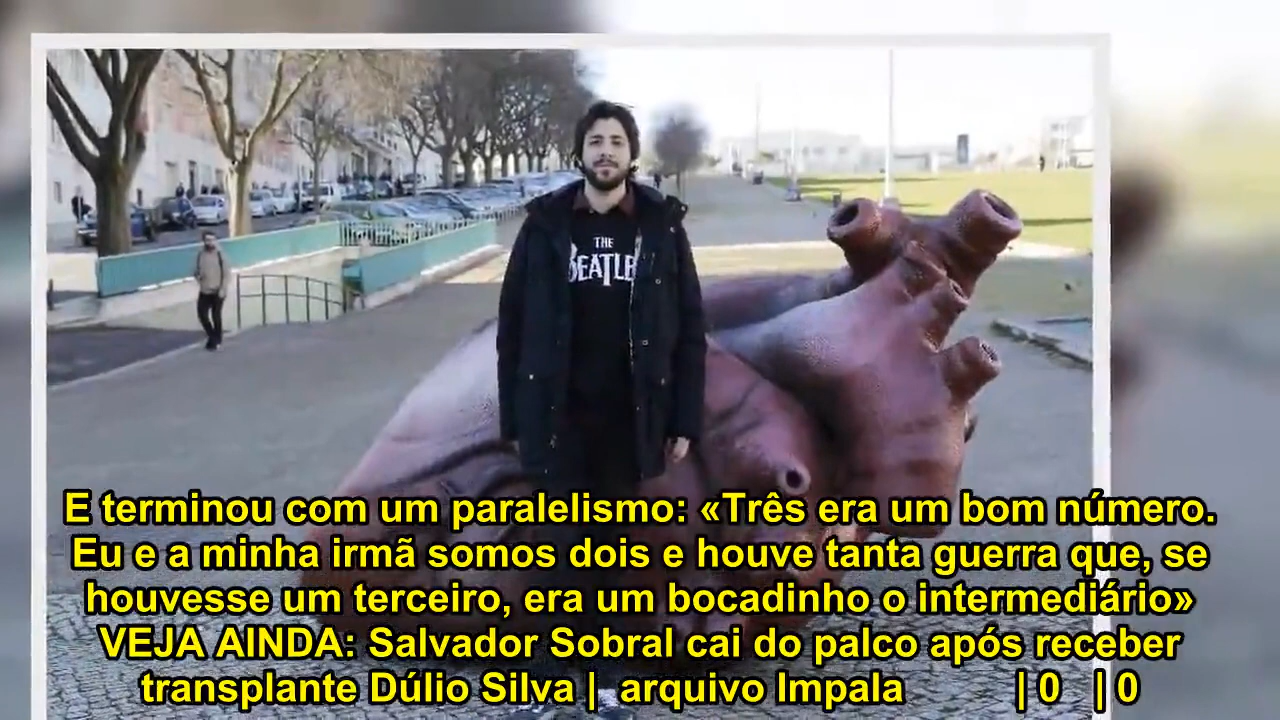 THE
BEATLE
E terminou com um paralelismo: «Três era um bom número.
Eu e a minha irmã somos dois e houve tanta guerra que, se
houvesse um terceiro, era um bocadinho o intermediário»
VEJA AINDA: Salvador Sobral cai do palco após receber
transplante Dúlio Silva | arquivo Impala | 0 | 0